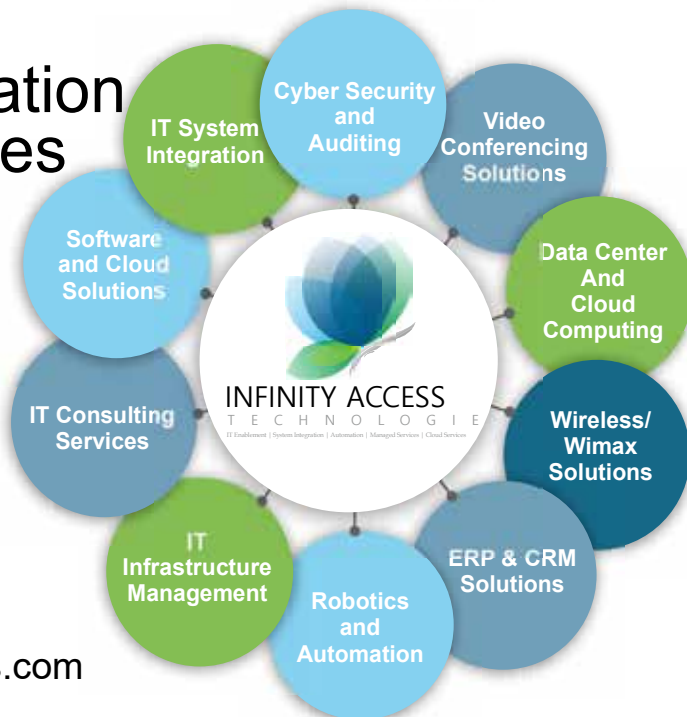 ation
es
Cyber Security
and
Auditing
IT System
Integration
Video
Conferencing
Solutions
Software
and Cloud
Solutions
Data Center
And
Cloud
Computing
INFINITY ACCESS
TECHNOLOGIE
IT Enablement | System Integration | Automation | Managed Services | Cloud Services
IT Consulting
Services
Wireless/
Wimax
Solutions
IT
Infrastructure
Management
ERP & CRM
Solutions
Robotics
and
Automation
.com